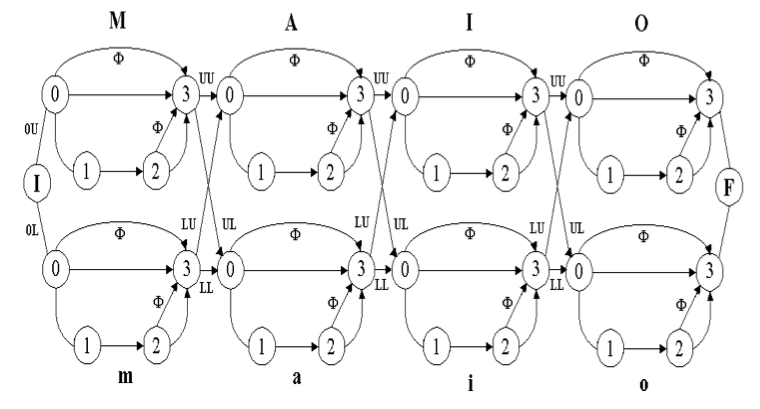 M A I O
Φ Φ Φ Φ
0 3 UU 0 3 UU 0 3 UU 0 3
0U Φ Φ Φ Φ
1 2 1 2 1 2 1 2
I F
0L LU UL LU UL LU UL
Φ Φ Φ Φ
0 3 LL 0 3 LL 0 3 LL 0 3
Φ Φ Φ Φ
1 2 1 2 1 2 1 2
m a i o